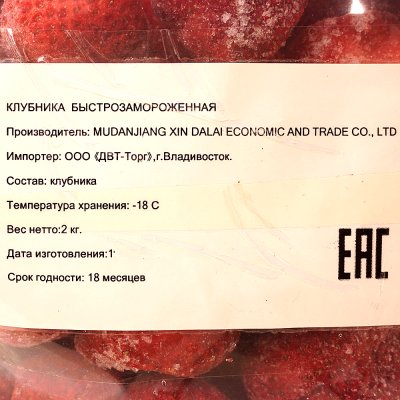 КЛУБНИКА БЫСТРОЗАМОРОЖЕННАЯ
Производитель: MUDANJIANG XIN DALAI ECONOMIC AND TRADE CO., LTD
Импортер: ООО《ДВТ-Торг》,г.Владивосток.
Состав: клубника
Температура хранения: -18 С
Вес нетто:2 кг.
Дата изготовления:1
Срок годности: 18 месяцев
ЕАС